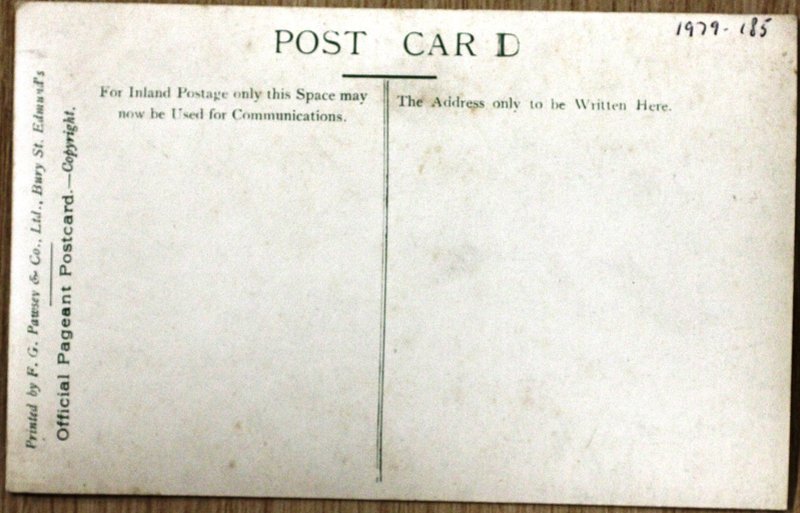 POST CARD
1979-185
For Inland Postage only this Space may
now be Used for Communications.
The Address only to be Written Here.
Printed by F. G. Pawsey & Co., Ltd., Bury St. Edmund's
Official Pageant Postcard.—Copyright.